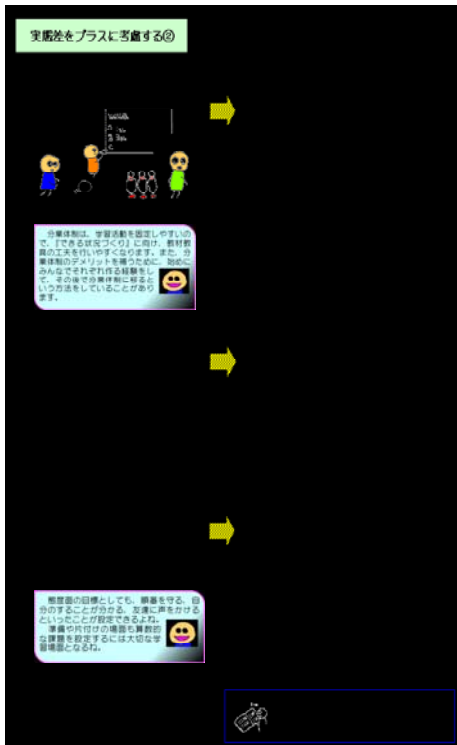 実態差をプラスに考慮する②
分業体制は、学習活動を固定しやすいの
で、『できる状況づくり』に向け、教材教
具の工夫を行いやすくなります。また、分
業体制のデメリットを補うために、始めに
みんなでそれぞれ作る経験をし
て、その後で分業体制に移ると
いう方法をしていることがあり
ます。
態度面の目標としても、順番を守る、自
分のすることが分かる、友達に声をかける
といったことが設定できるよね。
準備や片付けの場面も算数的
な課題を設定するには大切な学
習場面となるね。